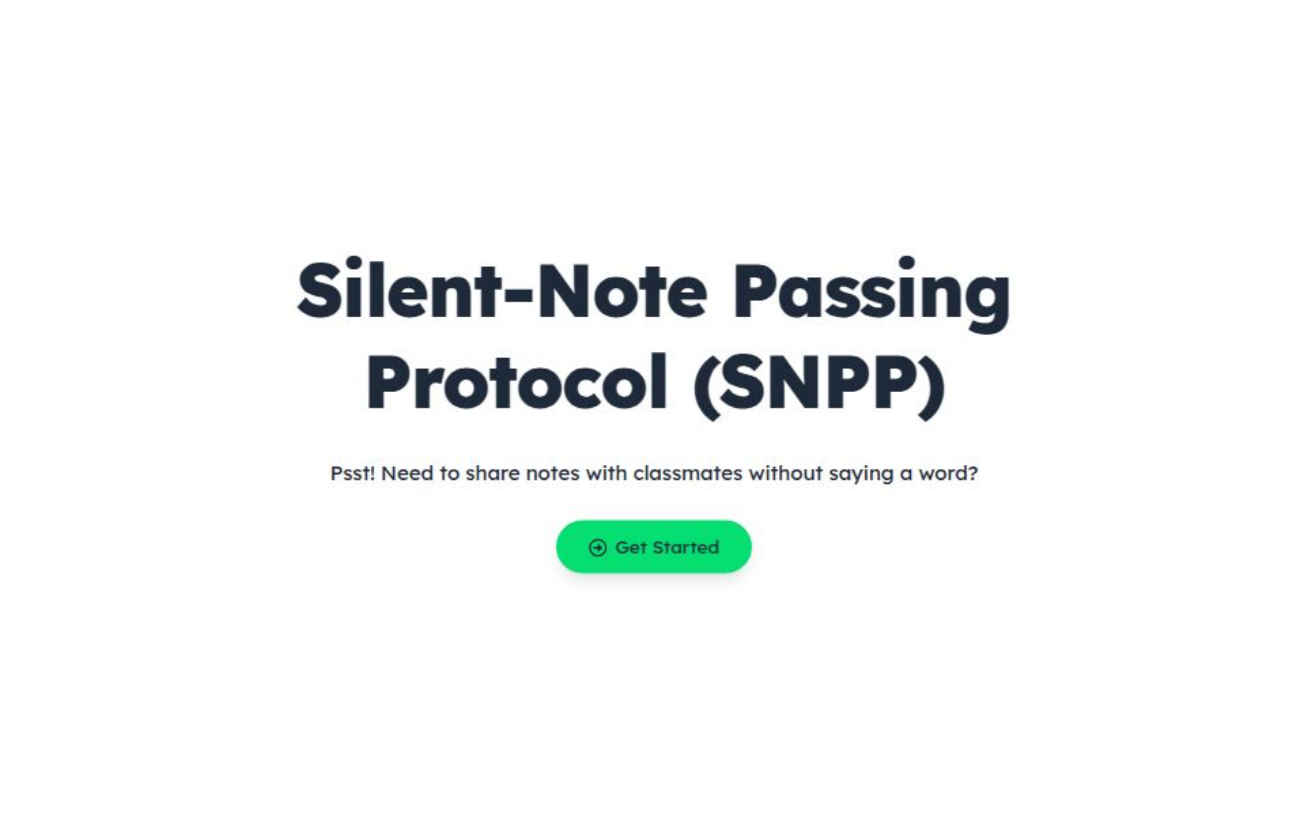 Silent-Note Passing
Protocol (SNPP)
Psst! Need to share notes with classmates without saying a word?
Get Started